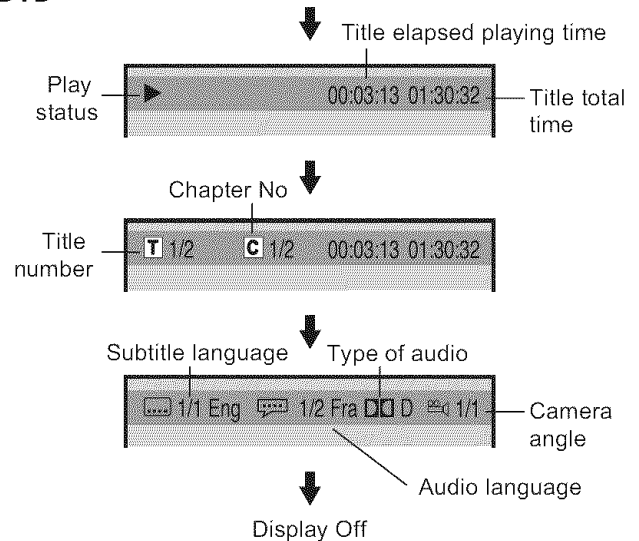 Title elapsed playing time
Play status
00:03:13 01:30:32
Title total time
Chapter No
Title number
T 1/2 C 1/2 00:03:13 01:30:32
Subtitle language
Type of audio
1/1 Eng 1/2 Fra D 1/1
Camera angle
Audio language
Display Off